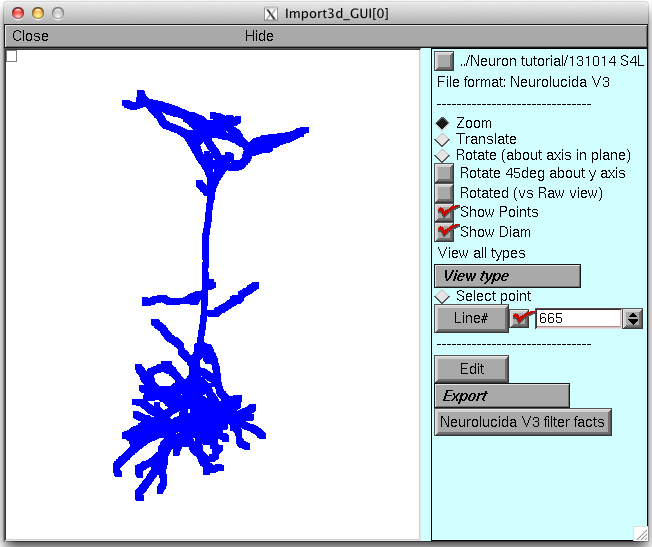 Import3d_GUI[0]
Close Hide
../Neuron tutorial/131014 S4L
File format: Neurolucida V3
--------------------------------
Zoom
Translate
Rotate (about axis in plane)
Rotate 45deg about y axis
Rotated (vs Raw view)
Show Points
Show Diam
View all types
View type
Select point
Line# 665
--------------------------------
Edit
Export
Neurolucida V3 filter facts